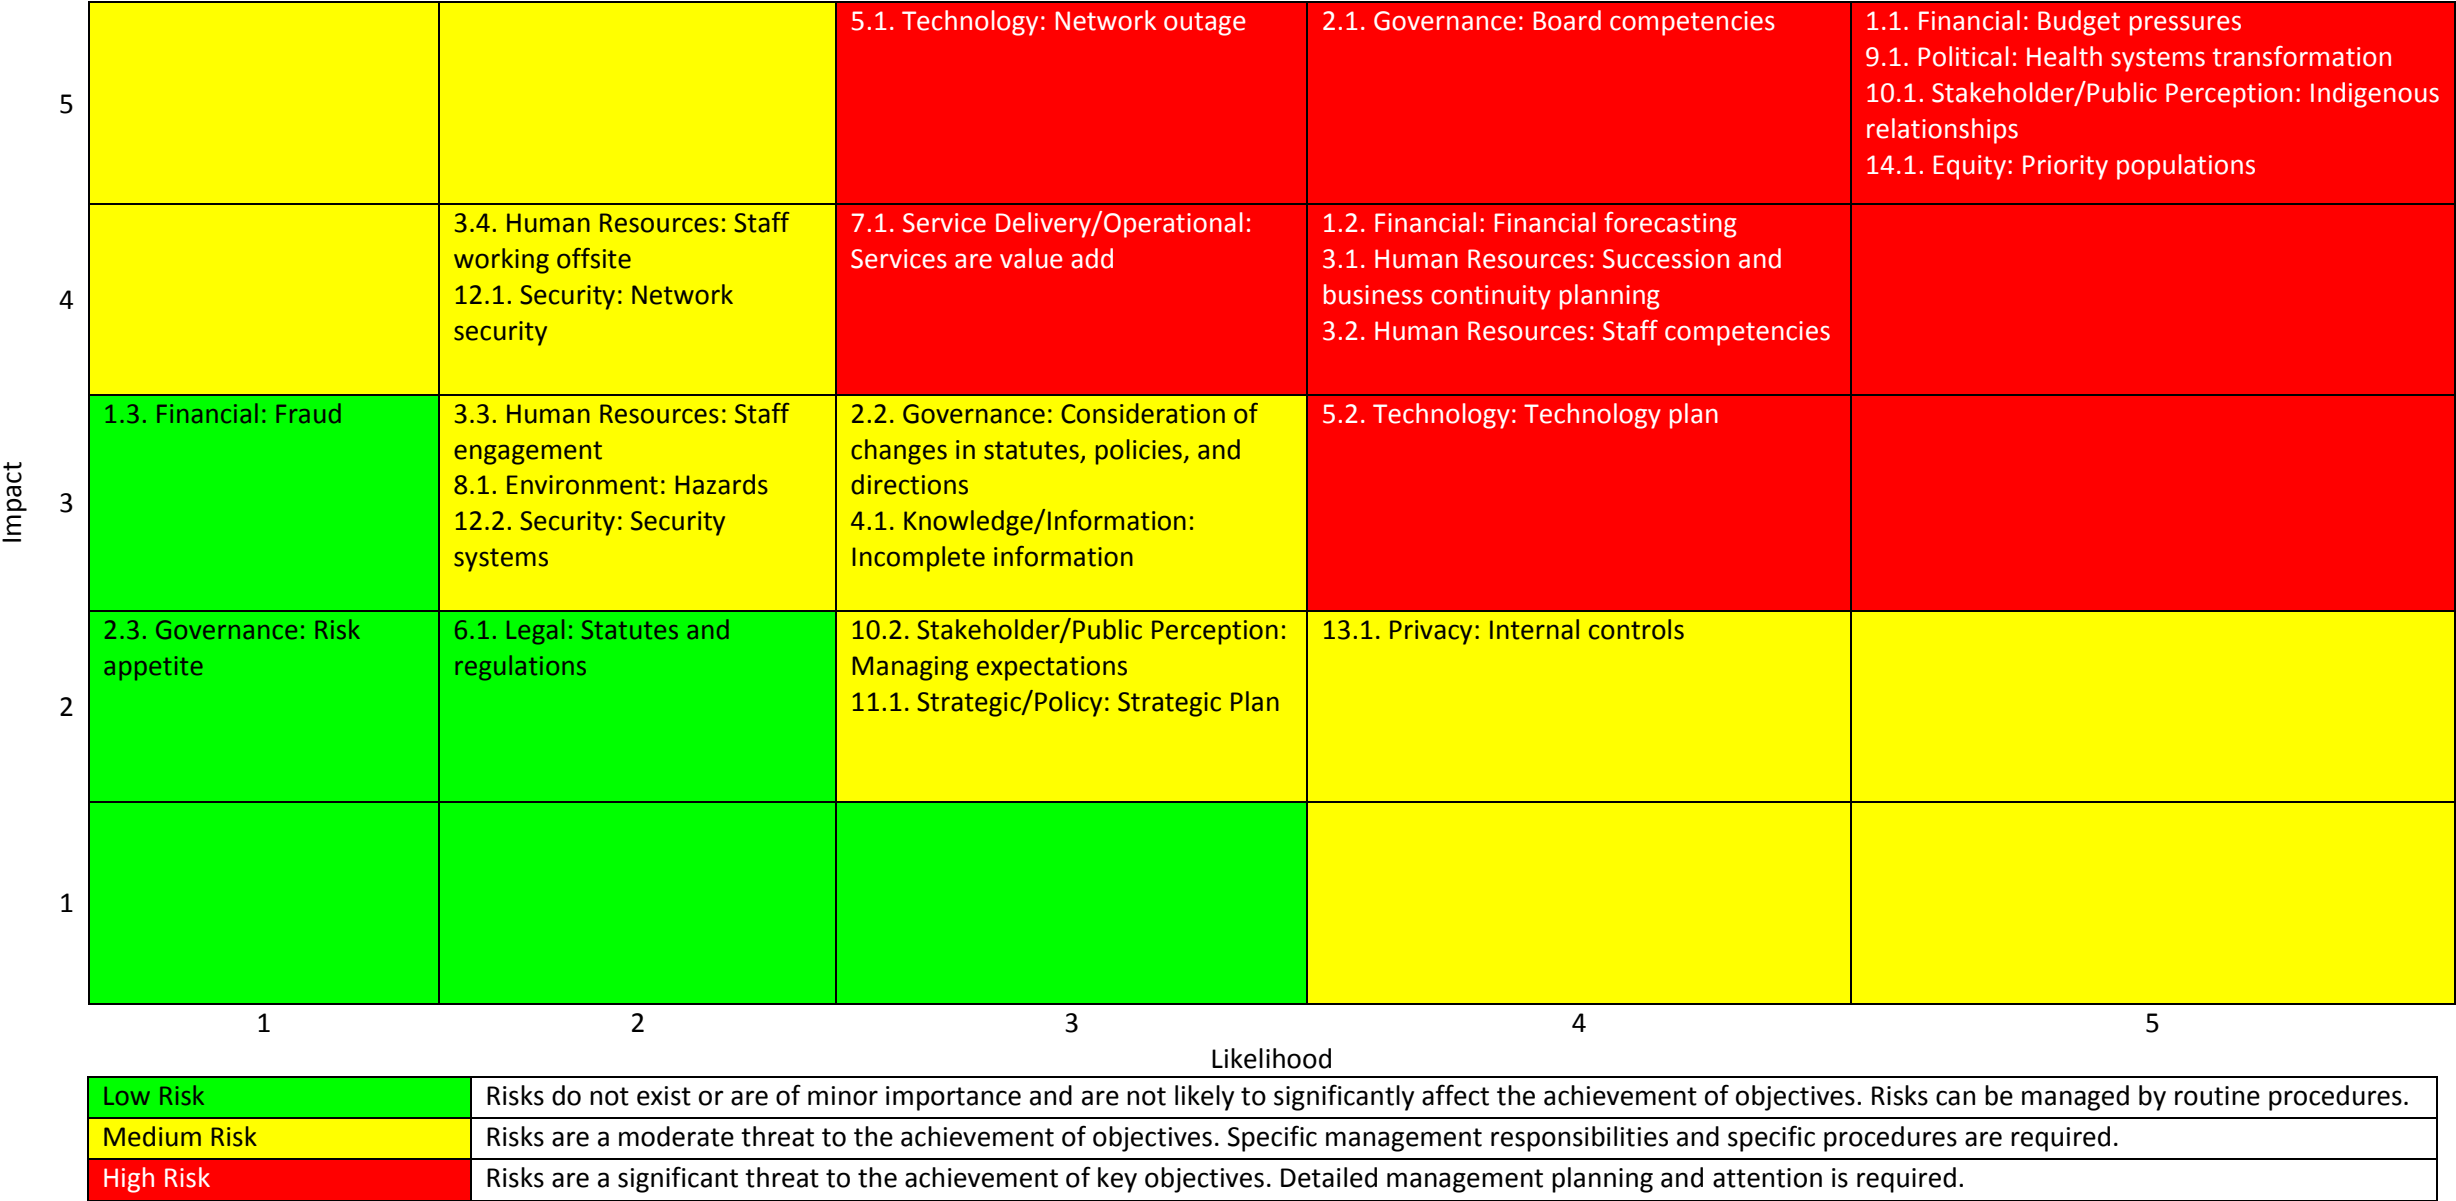 5.1. Technology: Network outage
2.1. Governance: Board competencies
1.1. Financial: Budget pressures
9.1. Political: Health systems transformation
10.1. Stakeholder/Public Perception: Indigenous
relationships
14.1. Equity: Priority populations
5
3.4. Human Resources: Staff
working offsite
12.1. Security: Network
security
7.1. Service Delivery/Operational:
Services are value add
1.2. Financial: Financial forecasting
3.1. Human Resources: Succession and
business continuity planning
3.2. Human Resources: Staff competencies
4
1.3. Financial: Fraud
3.3. Human Resources: Staff
engagement
8.1. Environment: Hazards
12.2. Security: Security
systems
2.2. Governance: Consideration of
changes in statutes, policies, and
directions
4.1. Knowledge/Information:
Incomplete information
5.2. Technology: Technology plan
Impact
3
2.3. Governance: Risk
appetite
6.1. Legal: Statutes and
regulations
10.2. Stakeholder/Public Perception:
Managing expectations
11.1. Strategic/Policy: Strategic Plan
13.1. Privacy: Internal controls
2
1
1
2
3
4
5
Likelihood
Low Risk
Risks do not exist or are of minor importance and are not likely to significantly affect the achievement of objectives. Risks can be managed by routine procedures.
Medium Risk
Risks are a moderate threat to the achievement of objectives. Specific management responsibilities and specific procedures are required.
High Risk
Risks are a significant threat to the achievement of key objectives. Detailed management planning and attention is required.